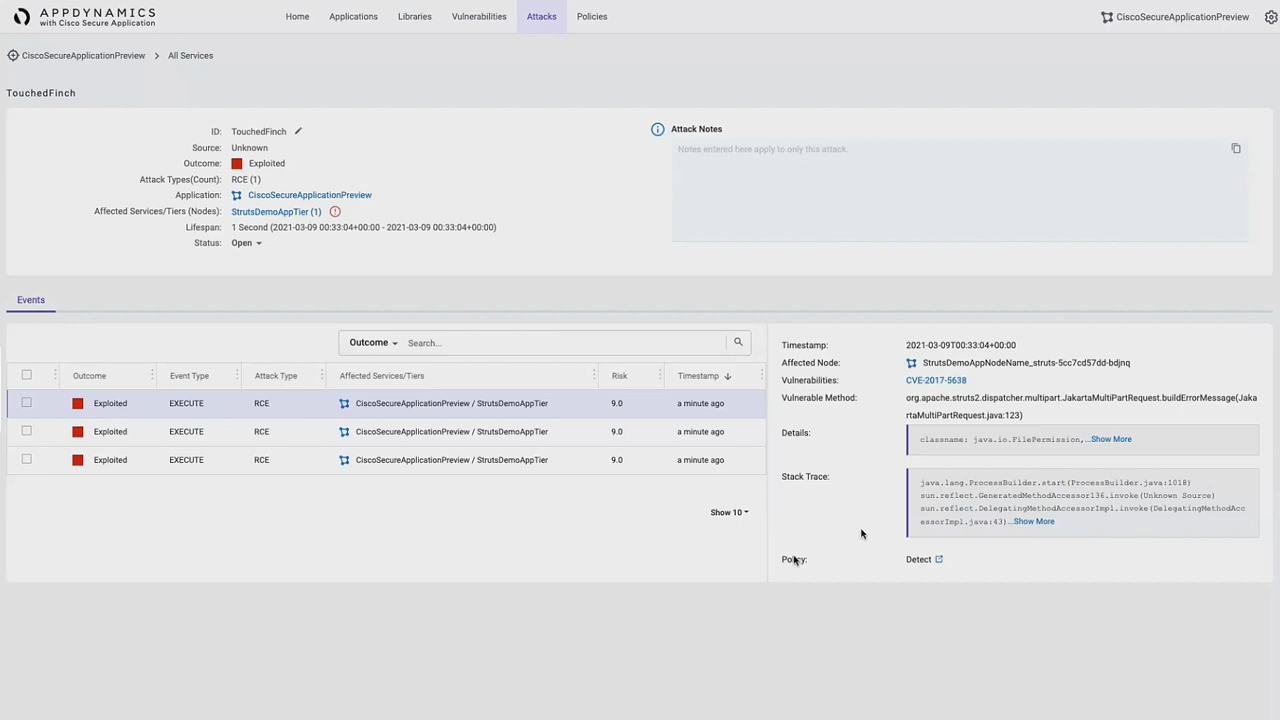 APPDYNAMICS
with Cisco Secure Application
Home Applications Libraries Vulnerabilities Attacks Policies
CiscoSecureApplicationPreview
CiscoSecureApplicationPreview > All Services
TouchedFinch
ID: TouchedFinch
Source: Unknown
Outcome: Exploited
Attack Types(Count): RCE (1)
Application: CiscoSecureApplicationPreview
Affected Services/Tiers (Nodes): StrutsDemoAppTier (1)
Lifespan: 1 Second (2021-03-09 00:33:04+00:00 - 2021-03-09 00:33:04+00:00)
Status: Open
Attack Notes
Notes entered here apply to only this attack.
Events
Outcome Search...
Outcome Event Type Attack Type Affected Services/Tiers Risk Timestamp
Exploited EXECUTE RCE CiscoSecureApplicationPreview / StrutsDemoAppTier 9.0 a minute ago
Exploited EXECUTE RCE CiscoSecureApplicationPreview / StrutsDemoAppTier 9.0 a minute ago
Exploited EXECUTE RCE CiscoSecureApplicationPreview / StrutsDemoAppTier 9.0 a minute ago
Show 10
Timestamp: 2021-03-09T00:33:04+00:00
Affected Node: StrutsDemoAppNodeName_struts-5cc7cd57dd-bdjnq
Vulnerabilities: CVE-2017-5638
Vulnerable Method: org.apache.struts2.dispatcher.multipart.JakartaMultiPartRequest.buildErrorMessage(Jaka
rtaMultiPartRequest.java:123)
Details: classname: java.io.FilePermission,...Show More
Stack Trace: java.lang.ProcessBuilder.start(ProcessBuilder.java:1018)
sun.reflect.GeneratedMethodAccessor136.invoke(Unknown Source)
sun.reflect.DelegatingMethodAccessorImpl.invoke(DelegatingMethodAcc
essorImpl.java:43)...Show More
Policy: Detect